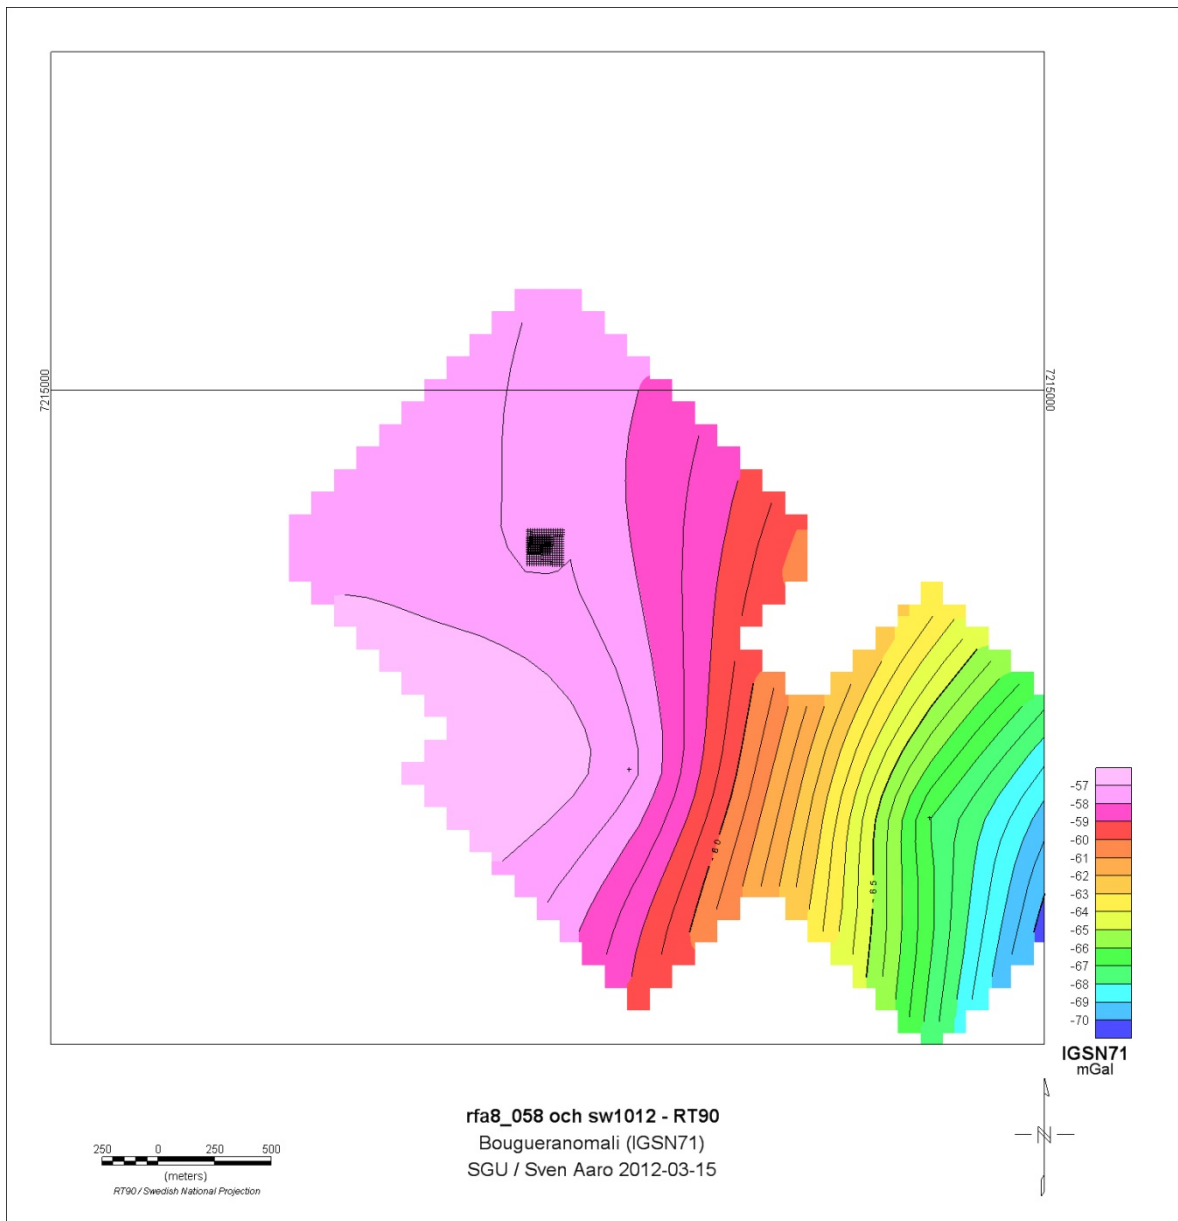 7215000
7215000
-60
-65
-57
-58
-59
-60
-61
-62
-63
-64
-65
-66
-67
-68
-69
-70
IGSN71
mGal
rfa8_058 och sw1012 - RT90
Bougueranomali (IGSN71)
SGU / Sven Aaro 2012-03-15
250 0 250 500
(meters)
RT90 / Swedish National Projection
N